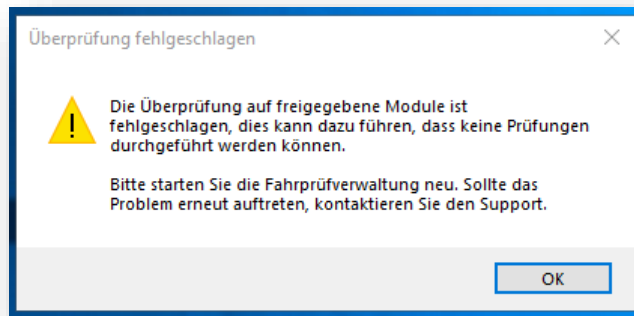 Überprüfung fehlgeschlagen
Die Überprüfung auf freigegebene Module ist
fehlgeschlagen, dies kann dazu führen, dass keine Prüfungen
durchgeführt werden können.
Bitte starten Sie die Fahrprüfverwaltung neu. Sollte das
Problem erneut auftreten, kontaktieren Sie den Support.
OK